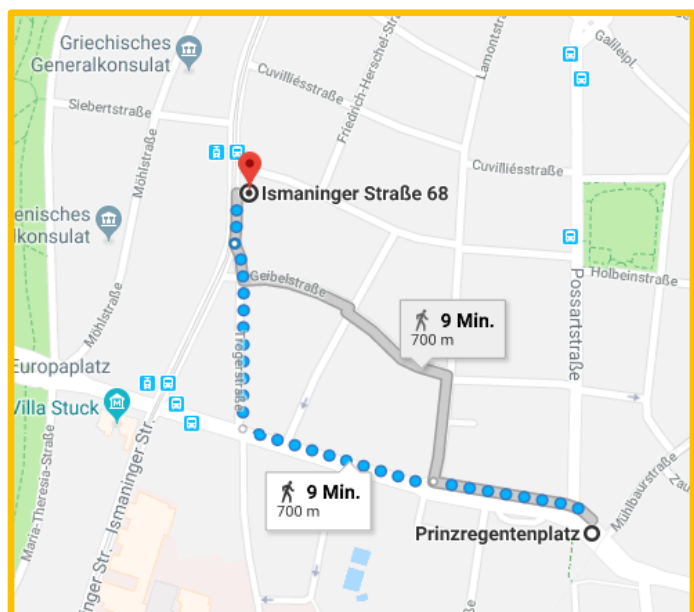 Griechisches
Generalkonsulat
Galileipl.
Lamontstraße
Cuvilliésstraße
Friedrich-Herschel-Str.
Siebertstraße
Möhlstraße
Cuvilliésstraße
Ismaninger Straße 68
enisches
lkonsulat
Holbeinstraße
Geibelstraße
Possartstraße
Möhlstraße
9 Min.
700 m
Trogerstraße
Europaplatz
Villa Stuck
M
Ismaninger Str.
Maria-Theresia-Straße
9 Min.
700 m
Mühlbaurstraße
Zau
Prinzregentenplatz
nger Str.